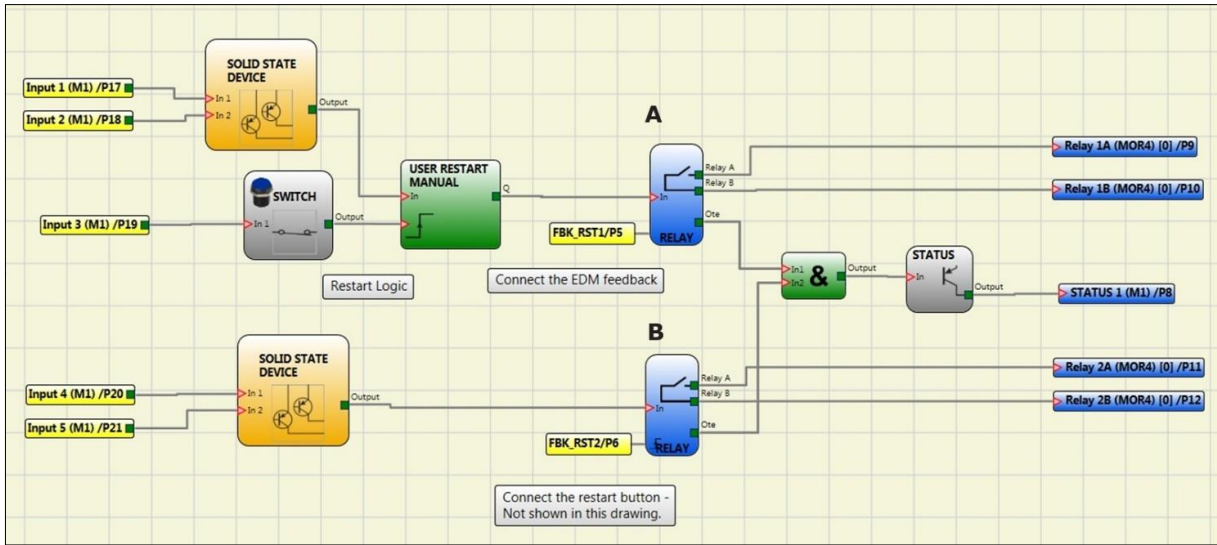 SOLID STATE
DEVICE
Input 1 (M1) /P17
In 1
Input 2 (M1) /P18
In 2
Output
SWITCH
Input 3 (M1) /P19
In 1
Output
USER RESTART
MANUAL
In
Q
Restart Logic
A
In
Relay A
Relay B
Ote
FBK_RST1/P5
RELAY
Connect the EDM feedback
Relay 1A (MOR4) [0] /P9
Relay 1B (MOR4) [0] /P10
In1
In2
&
Output
STATUS
In
Output
STATUS 1 (M1) /P8
SOLID STATE
DEVICE
Input 4 (M1) /P20
In 1
Input 5 (M1) /P21
In 2
Output
B
In
Relay A
Relay B
Ote
FBK_RST2/P6
RELAY
Relay 2A (MOR4) [0] /P11
Relay 2B (MOR4) [0] /P12
Connect the restart button -
Not shown in this drawing.